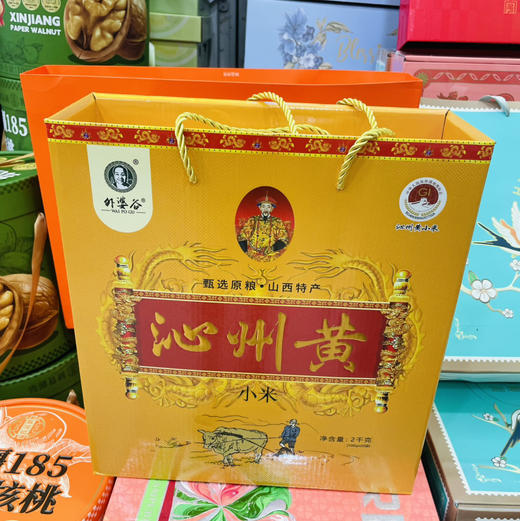 XINJIANG
PAPER WALNUT
外婆谷
WAI PO GU
GI
沁州黄小米
甄选原粮·山西特产
沁州黄
小米
净含量:2千克
185
核桃